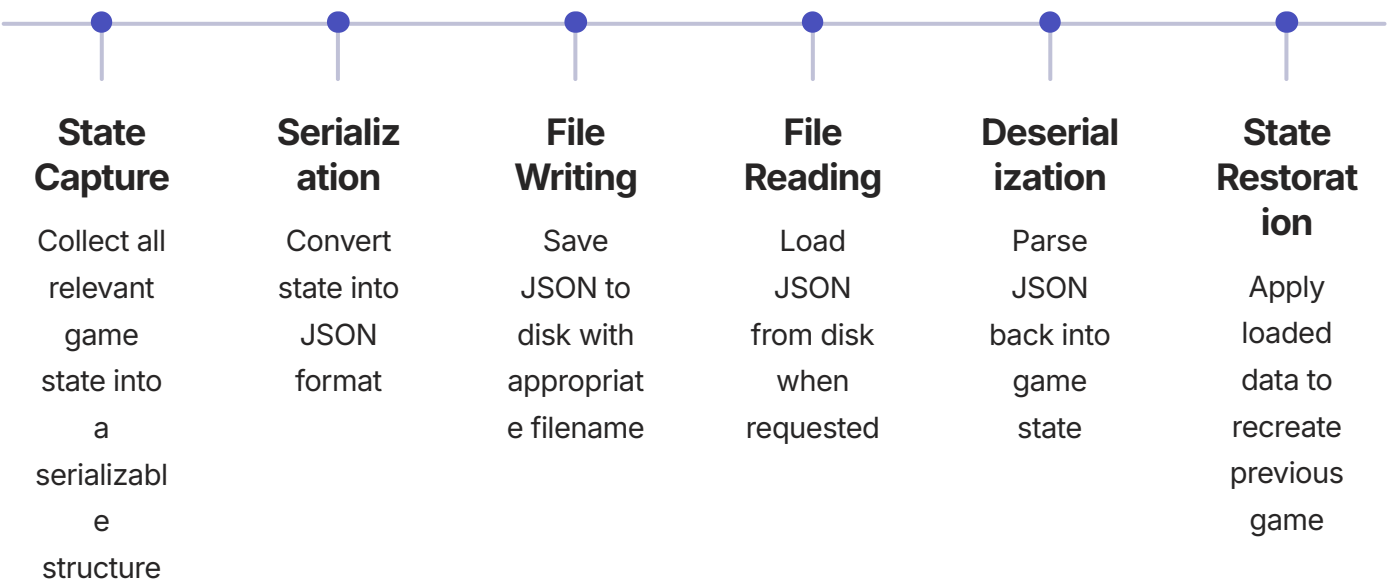 State
Capture
Collect all
relevant
game
state into
a
serializabl
e
structure
Serializ
ation
Convert
state into
JSON
format
File
Writing
Save
JSON to
disk with
appropriat
e filename
File
Reading
Load
JSON
from disk
when
requested
Deserial
ization
Parse
JSON
back into
game
state
State
Restorat
ion
Apply
loaded
data to
recreate
previous
game